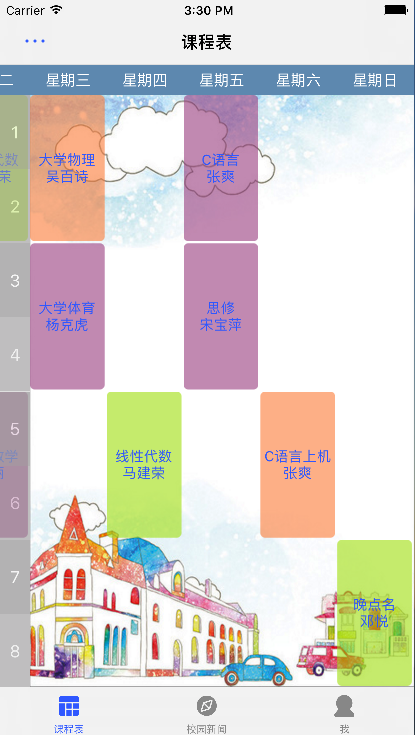 Carrier 3:30 PM
课程表
二 星期三 星期四 星期五 星期六 星期日
1
大学物理
吴百诗
C语言
张爽
代数
荣
2
3
大学体育
杨克虎
思修
宋宝萍
4
5
线性代数
马建荣
C语言上机
张爽
数学
6
7
晚点名
邓悦
8
课程表 校园新闻 我